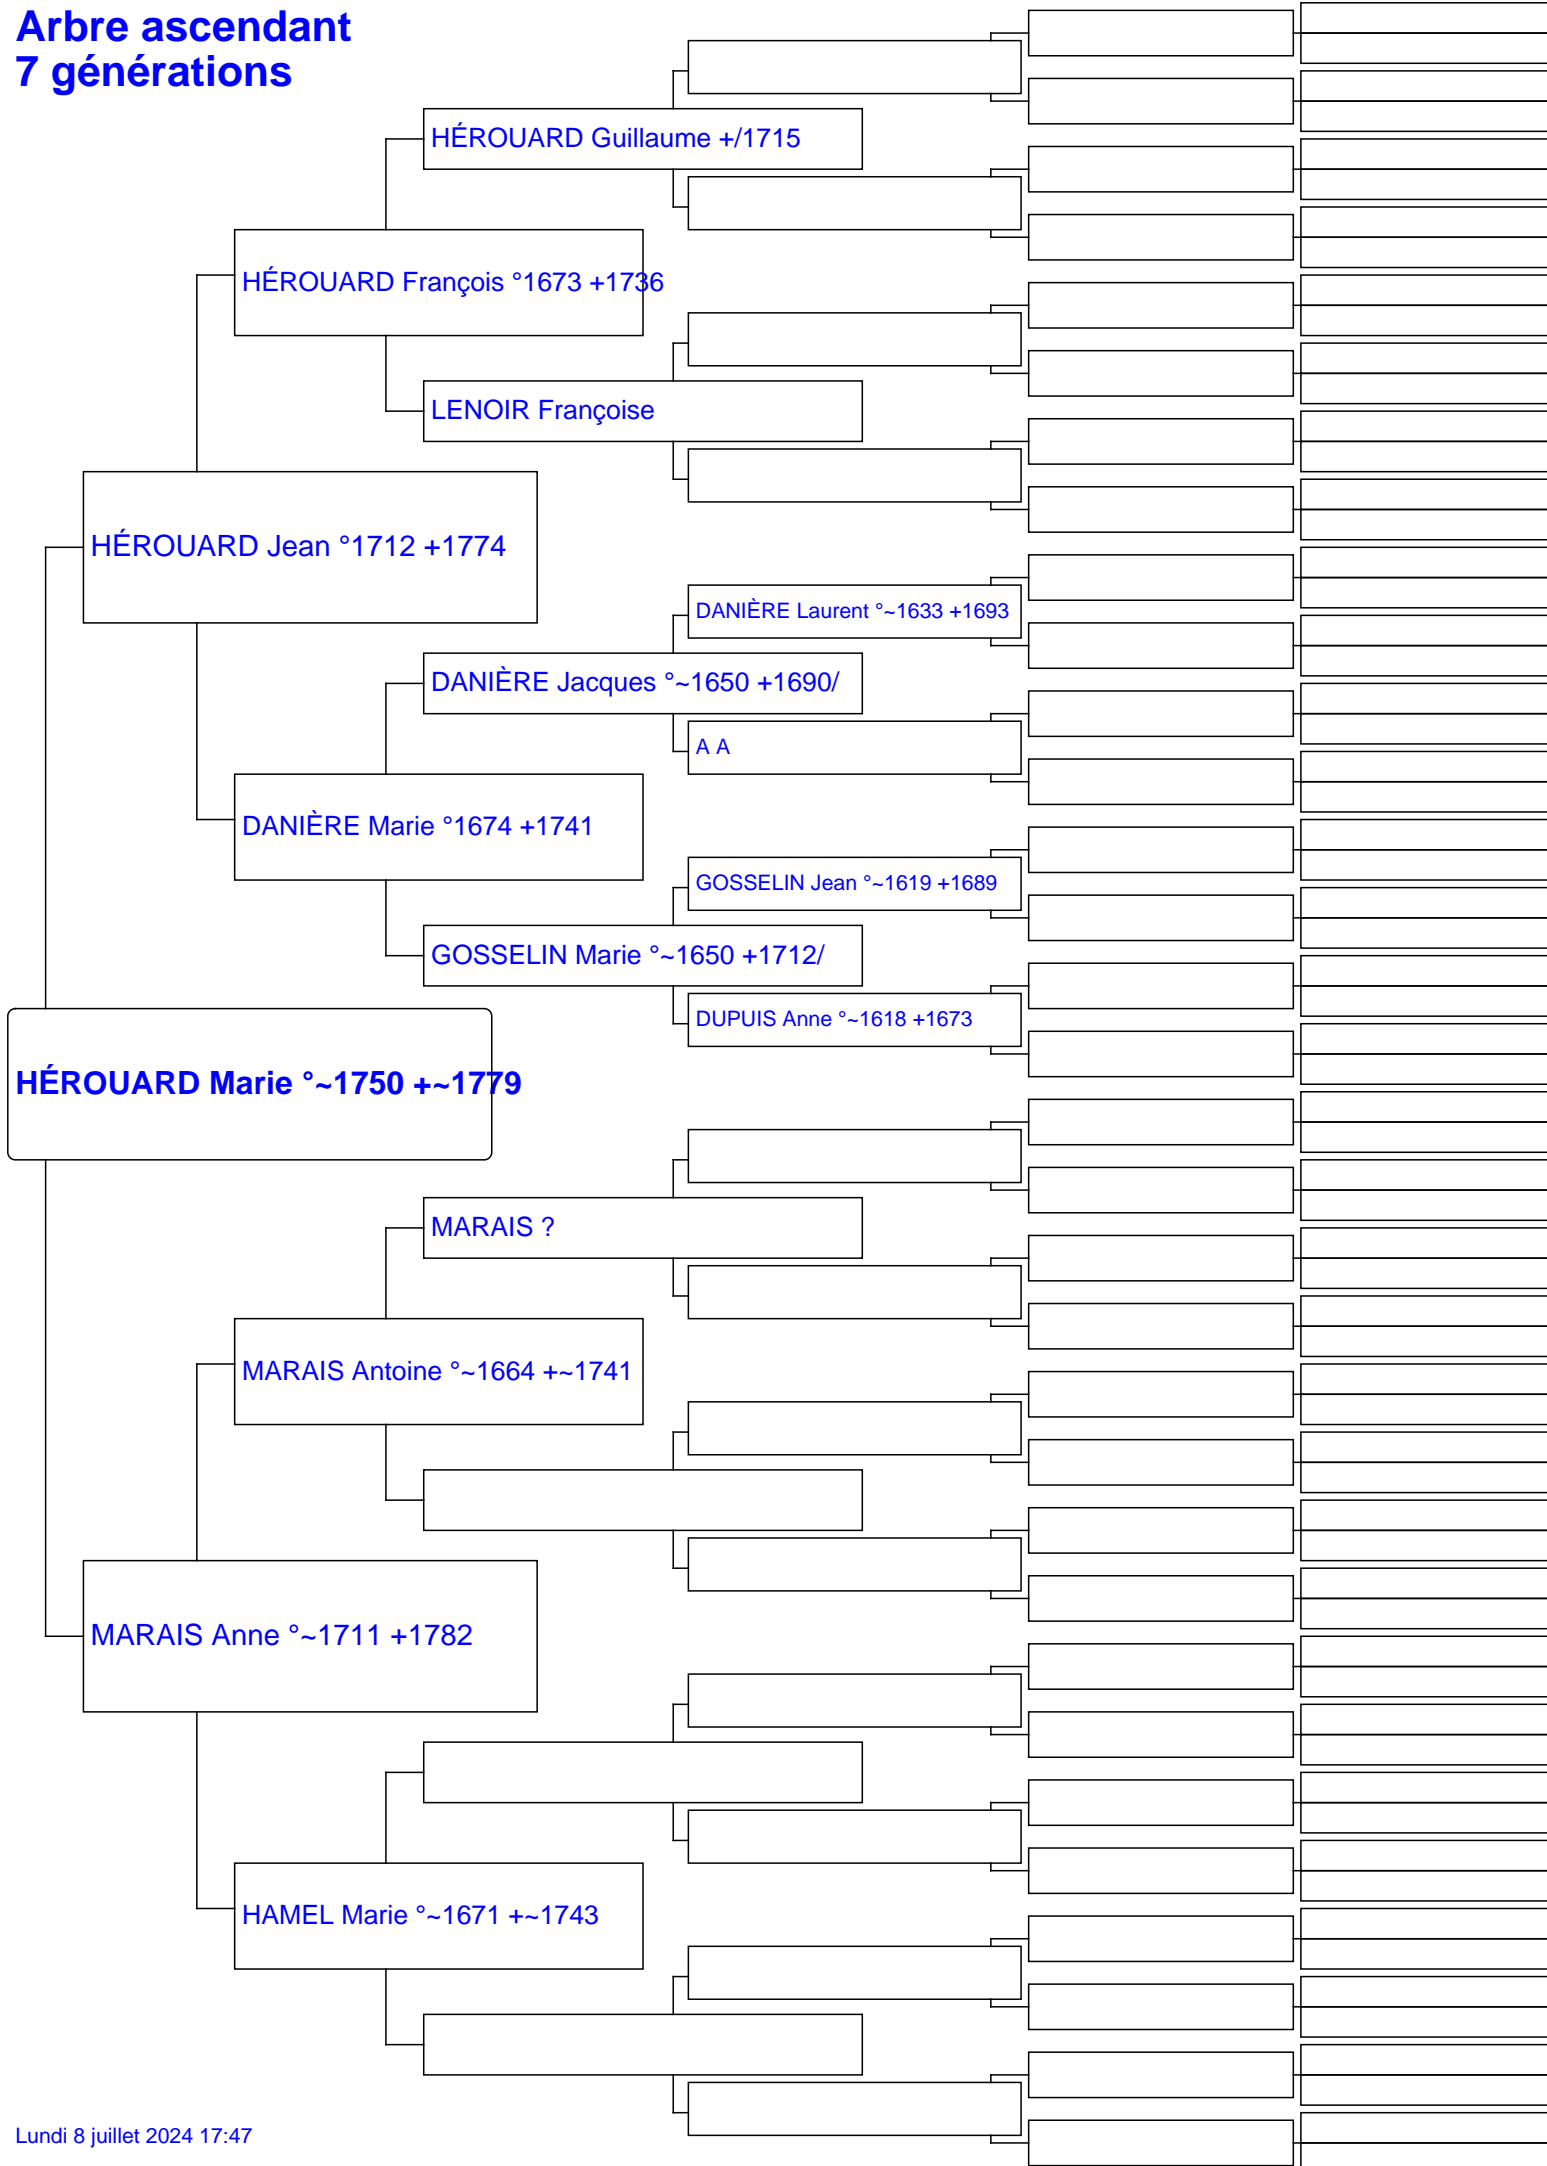 Arbre ascendant
7 générations
HÉROUARD Guillaume +/1715
HÉROUARD François °1673 +1736
LENOIR Françoise
HÉROUARD Jean °1712 +1774
DANIÈRE Laurent °~1633 +1693
DANIÈRE Jacques °~1650 +1690/
A A
DANIÈRE Marie °1674 +1741
GOSSELIN Jean °~1619 +1689
GOSSELIN Marie °~1650 +1712/
DUPUIS Anne °~1618 +1673
HÉROUARD Marie °~1750 +~1779
MARAIS ?
MARAIS Antoine °~1664 +~1741
MARAIS Anne °~1711 +1782
HAMEL Marie °~1671 +~1743
Lundi 8 juillet 2024 17:47